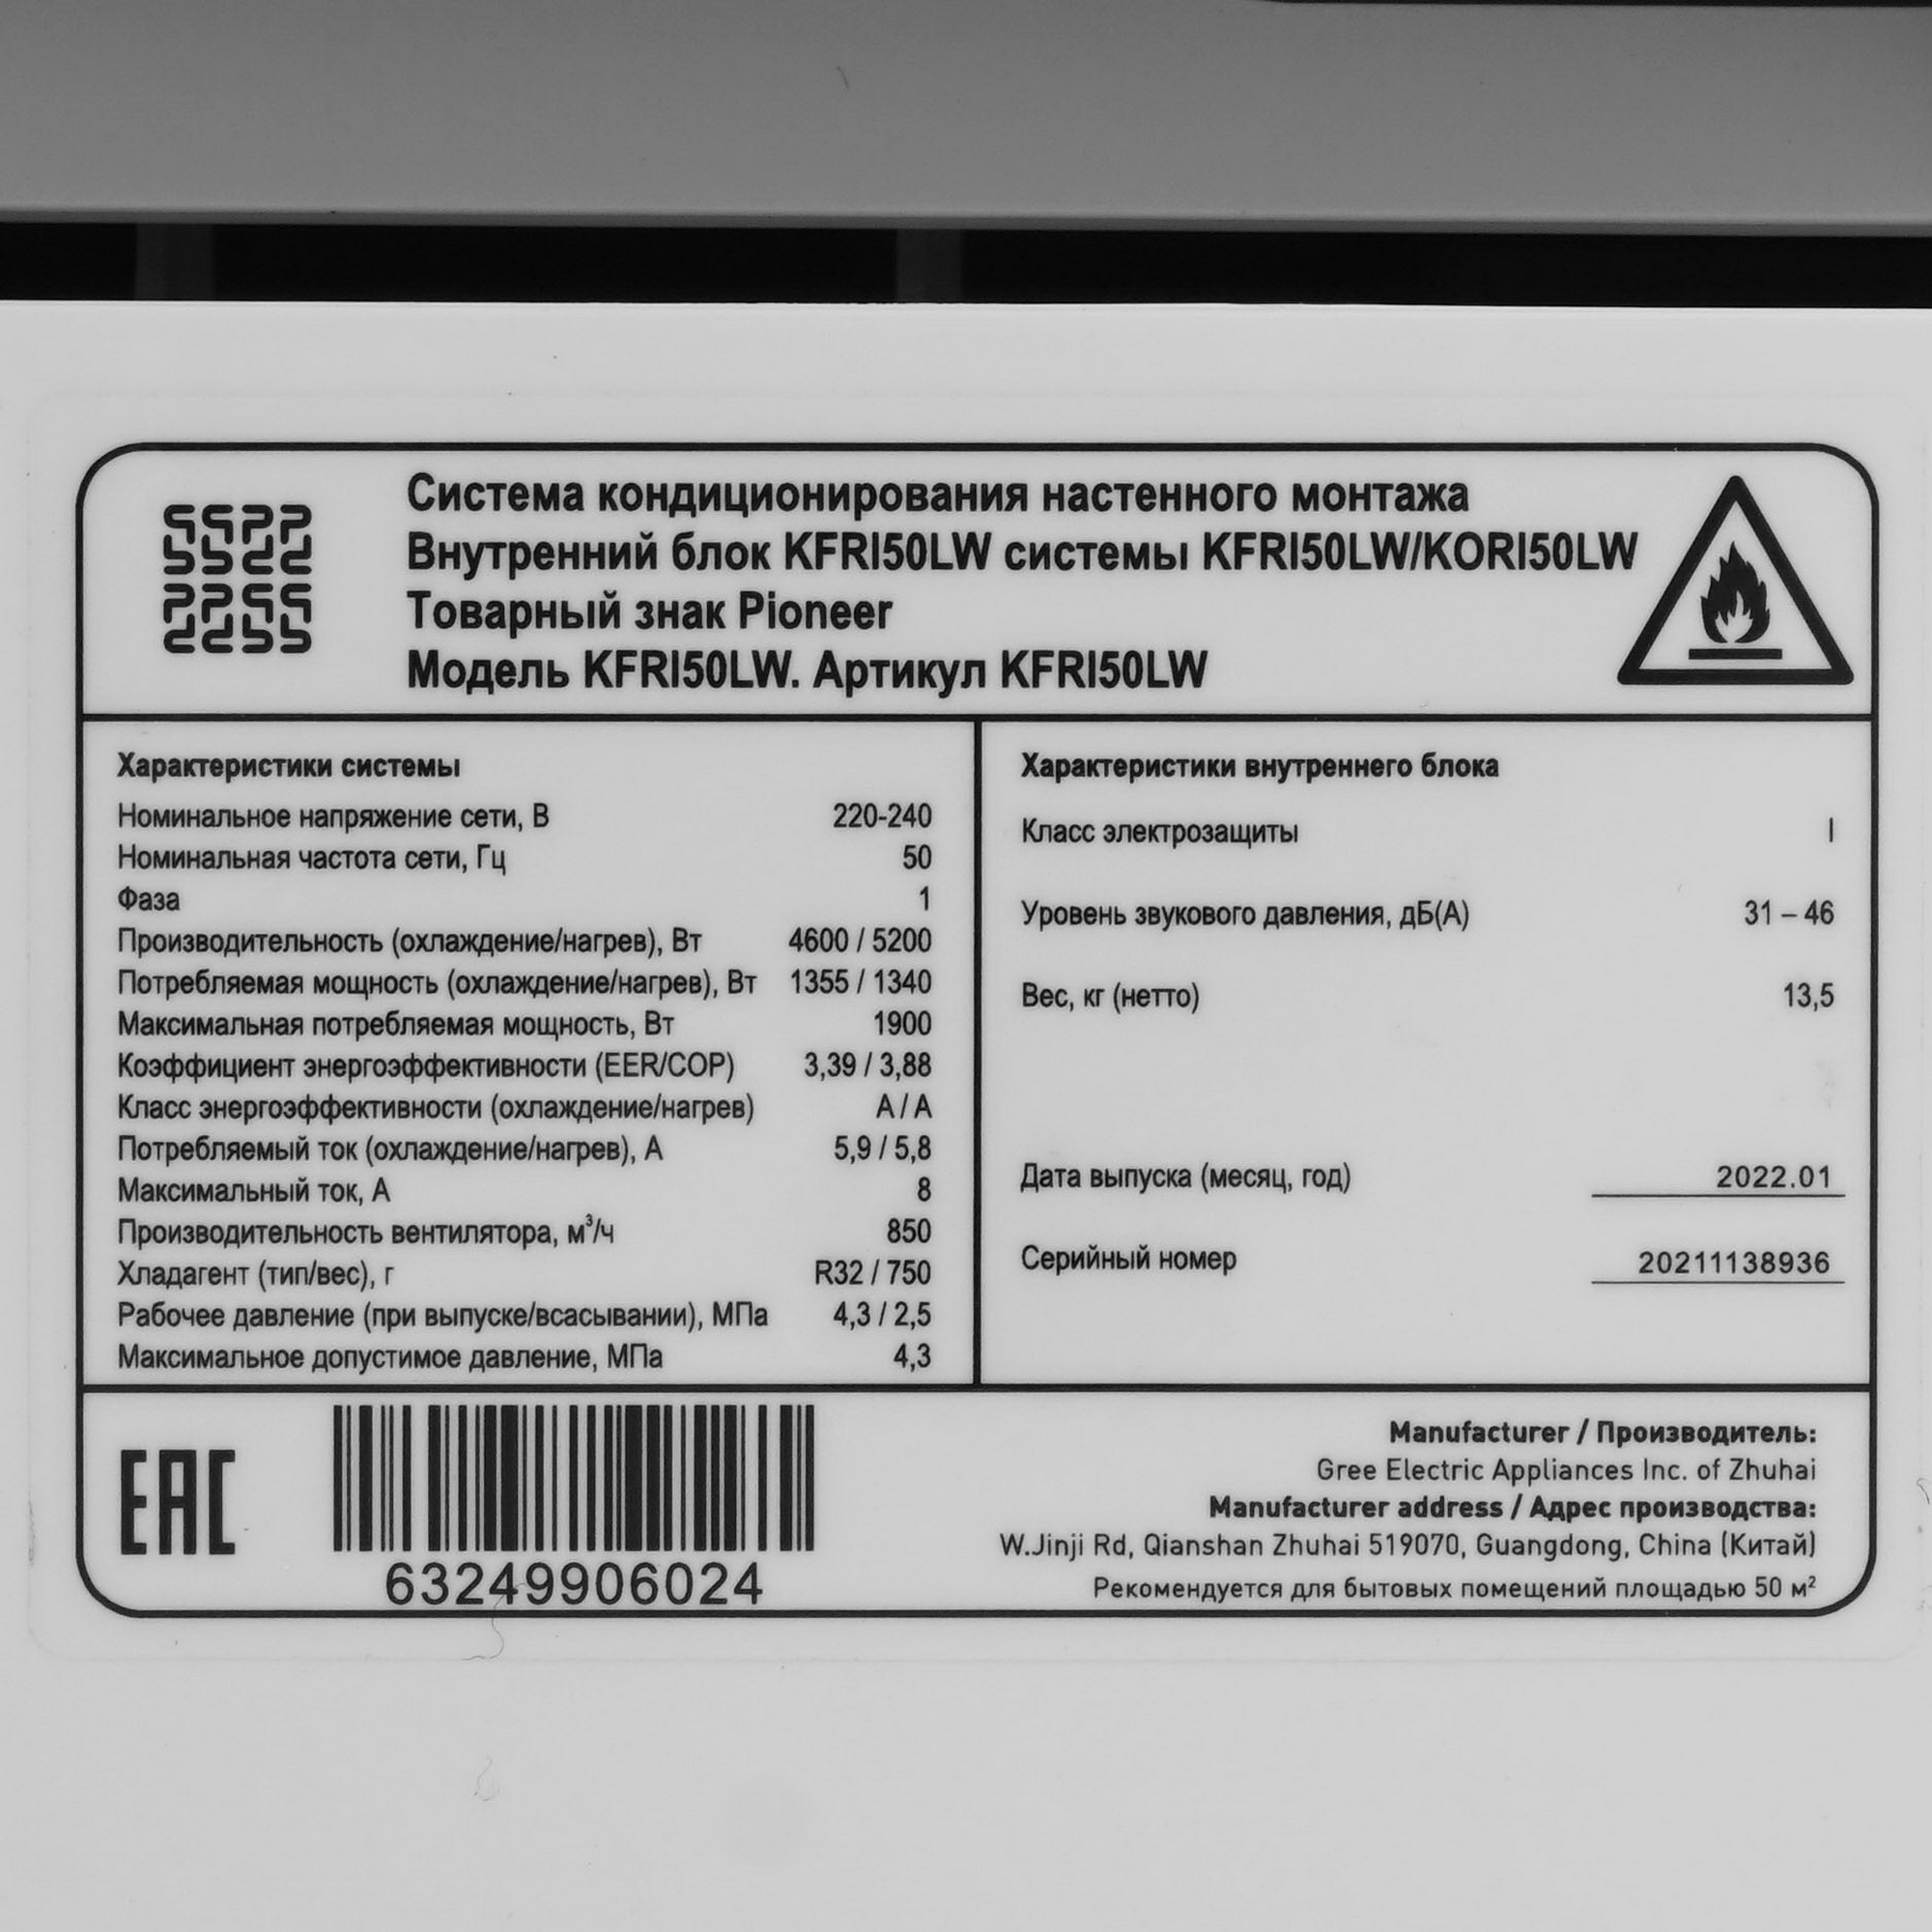 Система кондиционирования настенного монтажа
Внутренний блок KFRI50LW системы KFRI50LW/KORI50LW
Товарный знак Pioneer
Модель KFRI50LW. Артикул KFRI50LW
Характеристики системы
Номинальное напряжение сети, В 220-240
Номинальная частота сети, Гц 50
Фаза 1
Производительность (охлаждение/нагрев), Вт 4600 / 5200
Потребляемая мощность (охлаждение/нагрев), Вт 1355 / 1340
Максимальная потребляемая мощность, Вт 1900
Коэффициент энергоэффективности (EER/COP) 3,39 / 3,88
Класс энергоэффективности (охлаждение/нагрев) A / A
Потребляемый ток (охлаждение/нагрев), А 5,9 / 5,8
Максимальный ток, А 8
Производительность вентилятора, м³/ч 850
Хладагент (тип/вес), г R32 / 750
Рабочее давление (при выпуске/всасывании), МПа 4,3 / 2,5
Максимальное допустимое давление, МПа 4,3
Характеристики внутреннего блока
Класс электрозащиты I
Уровень звукового давления, дБ(А) 31 – 46
Вес, кг (нетто) 13,5
Дата выпуска (месяц, год) 2022.01
Серийный номер 20211138936
EAC
63249906024
Manufacturer / Производитель:
Gree Electric Appliances Inc. of Zhuhai
Manufacturer address / Адрес производства:
W.Jinji Rd, Qianshan Zhuhai 519070, Guangdong, China (Китай)
Рекомендуется для бытовых помещений площадью 50 м²